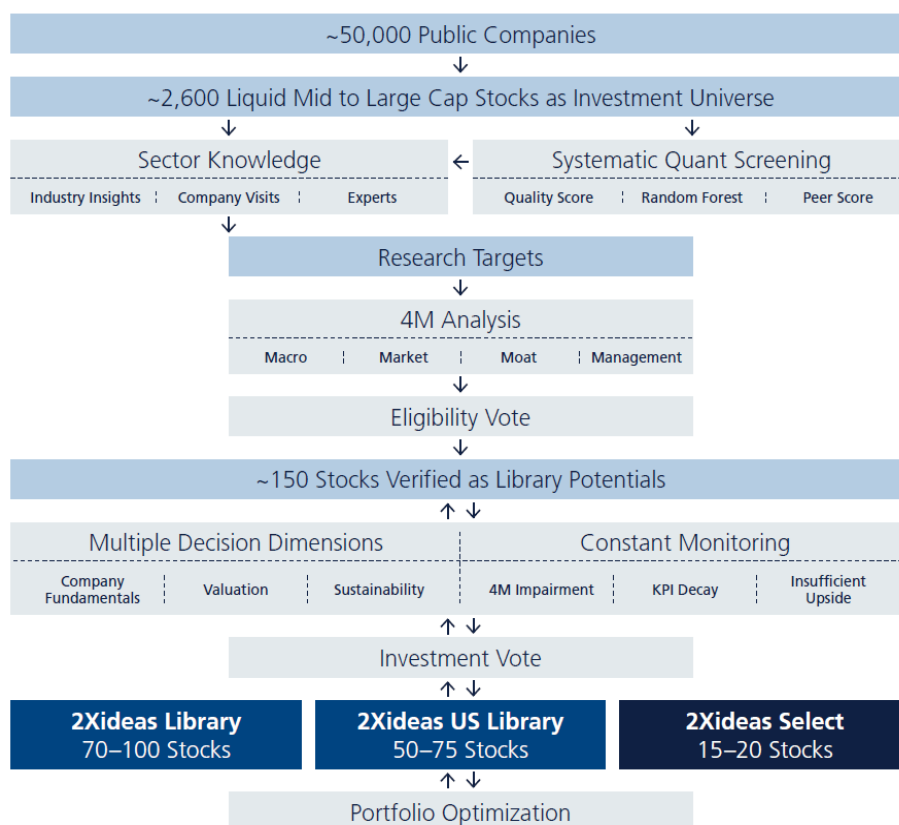 ~50,000 Public Companies
~2,600 Liquid Mid to Large Cap Stocks as Investment Universe
Sector Knowledge
Industry Insights
Company Visits
Experts
Systematic Quant Screening
Quality Score
Random Forest
Peer Score
Research Targets
4M Analysis
Macro
Market
Moat
Management
Eligibility Vote
~150 Stocks Verified as Library Potentials
Multiple Decision Dimensions
Company
Fundamentals
Valuation
Sustainability
Constant Monitoring
4M Impairment
KPI Decay
Insufficient
Upside
Investment Vote
2Xideas Library
70–100 Stocks
2Xideas US Library
50–75 Stocks
2Xideas Select
15–20 Stocks
Portfolio Optimization